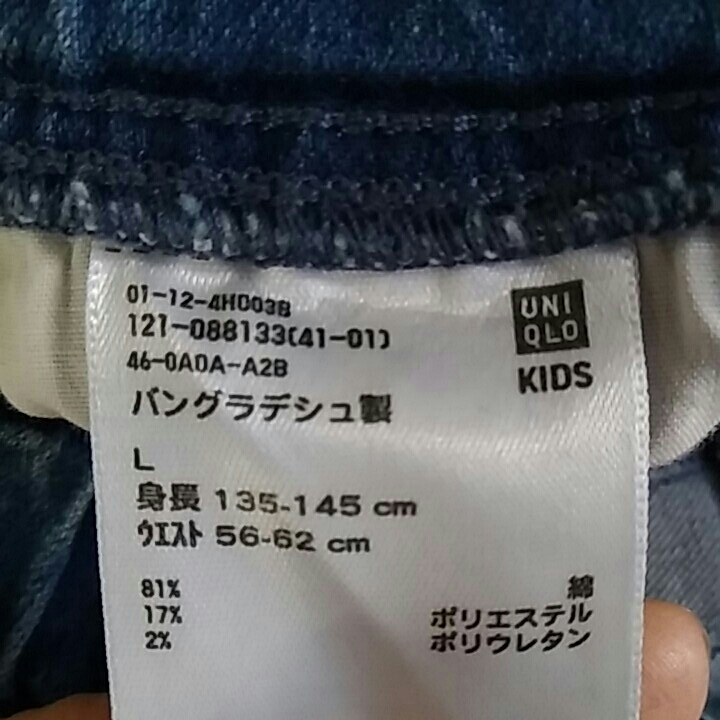 01-12-4H003B
121-088133(41-01)
46-0A0A-A2B
バングラデシュ製
UNI
QLO
KIDS
L
身長 135-145 cm
ウエスト 56-62 cm
81% 綿
17% ポリエステル
2% ポリウレタン